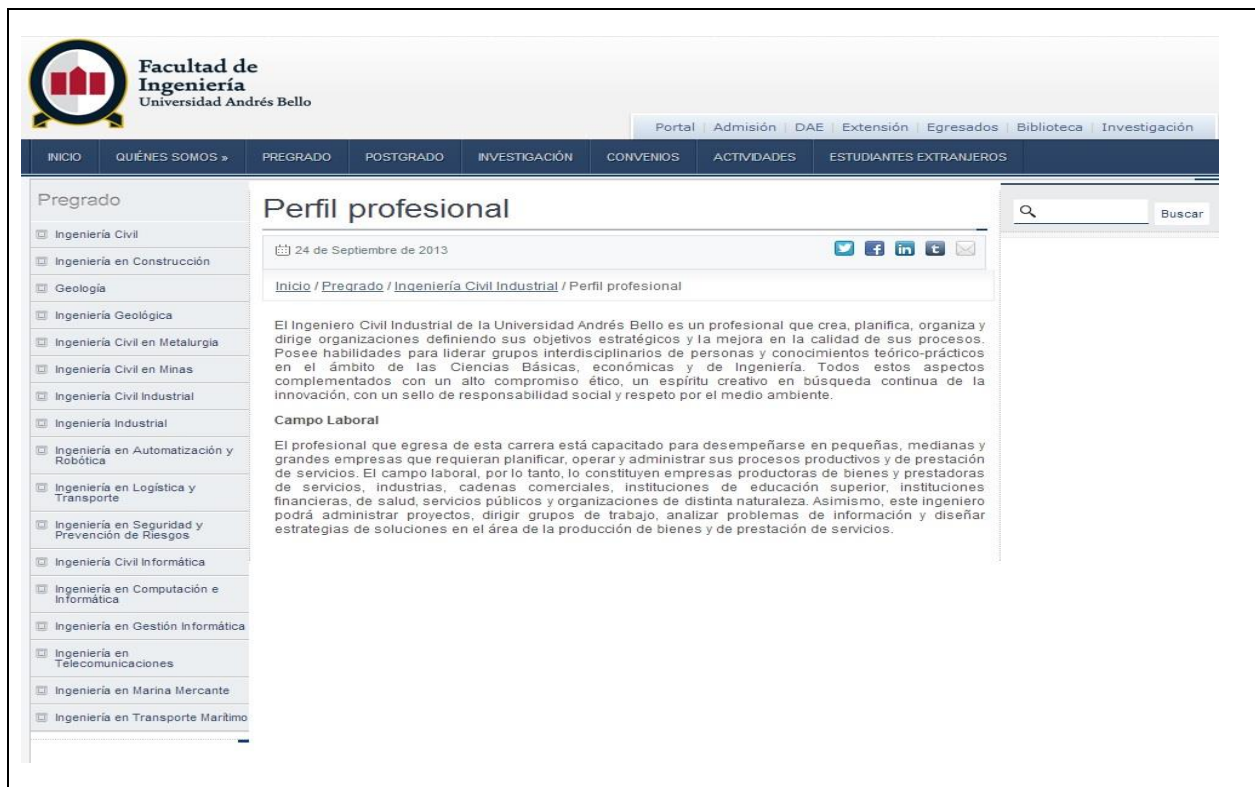 Facultad de
Ingeniería
Universidad Andrés Bello
Portal | Admisión | DAE | Extensión | Egresados | Biblioteca | Investigación
INICIO QUIÉNES SOMOS » PREGRADO POSTGRADO INVESTIGACIÓN CONVENIOS ACTIVIDADES ESTUDIANTES EXTRANJEROS
Pregrado
Ingeniería Civil
Ingeniería en Construcción
Geología
Ingeniería Geológica
Ingeniería Civil en Metalurgia
Ingeniería Civil en Minas
Ingeniería Civil Industrial
Ingeniería Industrial
Ingeniería en Automatización y
Robótica
Ingeniería en Logística y
Transporte
Ingeniería en Seguridad y
Prevención de Riesgos
Ingeniería Civil Informática
Ingeniería en Computación e
Informática
Ingeniería en Gestión Informática
Ingeniería en
Telecomunicaciones
Ingeniería en Marina Mercante
Ingeniería en Transporte Marítimo
Perfil profesional
24 de Septiembre de 2013
Inicio / Pregrado / Ingeniería Civil Industrial / Perfil profesional
El Ingeniero Civil Industrial de la Universidad Andrés Bello es un profesional que crea, planifica, organiza y
dirige organizaciones definiendo sus objetivos estratégicos y la mejora en la calidad de sus procesos.
Posee habilidades para liderar grupos interdisciplinarios de personas y conocimientos teórico-prácticos
en el ámbito de las Ciencias Básicas, económicas y de Ingeniería. Todos estos aspectos
complementados con un alto compromiso ético, un espíritu creativo en búsqueda continua de la
innovación, con un sello de responsabilidad social y respeto por el medio ambiente.
Campo Laboral
El profesional que egresa de esta carrera está capacitado para desempeñarse en pequeñas, medianas y
grandes empresas que requieran planificar, operar y administrar sus procesos productivos y de prestación
de servicios. El campo laboral, por lo tanto, lo constituyen empresas productoras de bienes y prestadoras
de servicios, industrias, cadenas comerciales, instituciones de educación superior, instituciones
financieras, de salud, servicios públicos y organizaciones de distinta naturaleza. Asimismo, este ingeniero
podrá administrar proyectos, dirigir grupos de trabajo, analizar problemas de información y diseñar
estrategias de soluciones en el área de la producción de bienes y de prestación de servicios.
Buscar